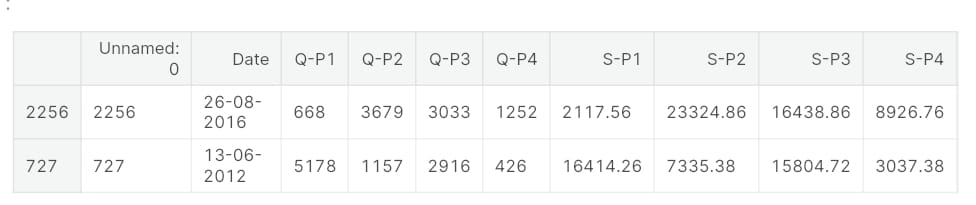 :
Unnamed: 0 Date Q-P1 Q-P2 Q-P3 Q-P4 S-P1 S-P2 S-P3 S-P4
2256 2256 26-08-2016 668 3679 3033 1252 2117.56 23324.86 16438.86 8926.76
727 727 13-06-2012 5178 1157 2916 426 16414.26 7335.38 15804.72 3037.38